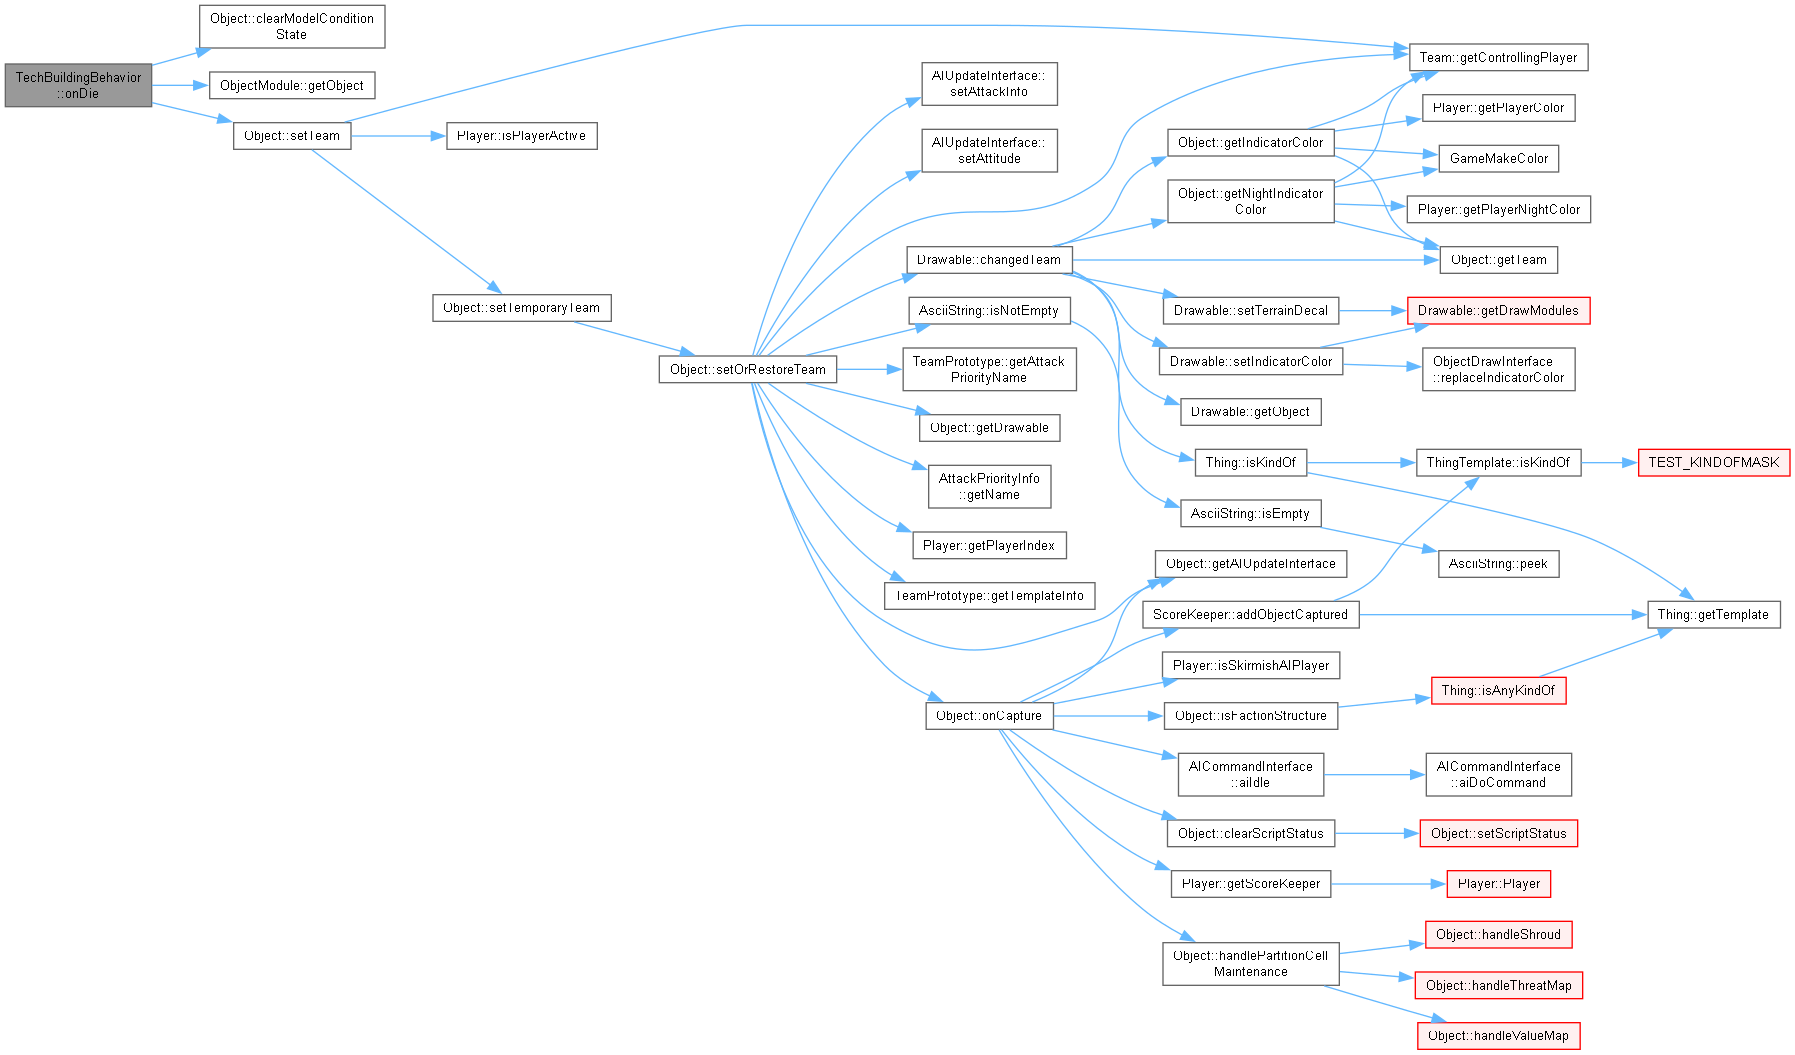 TechBuildingBehavior
::onDie
Object::clearModelCondition
State
ObjectModule::getObject
Object::setTeam
Player::isPlayerActive
Object::setTemporaryTeam
Object::setOrRestoreTeam
AIUpdateInterface::
setAttackInfo
AIUpdateInterface::
setAttitude
Drawable::changedTeam
AsciiString::isNotEmpty
TeamPrototype::getAttack
PriorityName
Object::getDrawable
AttackPriorityInfo
::getName
Player::getPlayerIndex
TeamPrototype::getTemplateInfo
Object::onCapture
Object::getIndicatorColor
Object::getNightIndicator
Color
Drawable::setTerrainDecal
Drawable::setIndicatorColor
Drawable::getObject
Thing::isKindOf
AsciiString::isEmpty
Object::getAIUpdateInterface
ScoreKeeper::addObjectCaptured
Player::isSkirmishAIPlayer
Object::isFactionStructure
AICommandInterface
::aiIdle
Object::clearScriptStatus
Player::getScoreKeeper
Object::handlePartitionCell
Maintenance
Team::getControllingPlayer
Player::getPlayerColor
GameMakeColor
Player::getPlayerNightColor
Object::getTeam
Drawable::getDrawModules
ObjectDrawInterface
::replaceIndicatorColor
ThingTemplate::isKindOf
AsciiString::peek
Thing::isAnyKindOf
AICommandInterface
::aiDoCommand
Object::setScriptStatus
Player::Player
Object::handleShroud
Object::handleThreatMap
Object::handleValueMap
TEST_KINDOFMASK
Thing::getTemplate